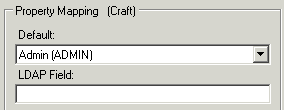 Property Mapping (Craft)
Default:
Admin (ADMIN)
LDAP Field: